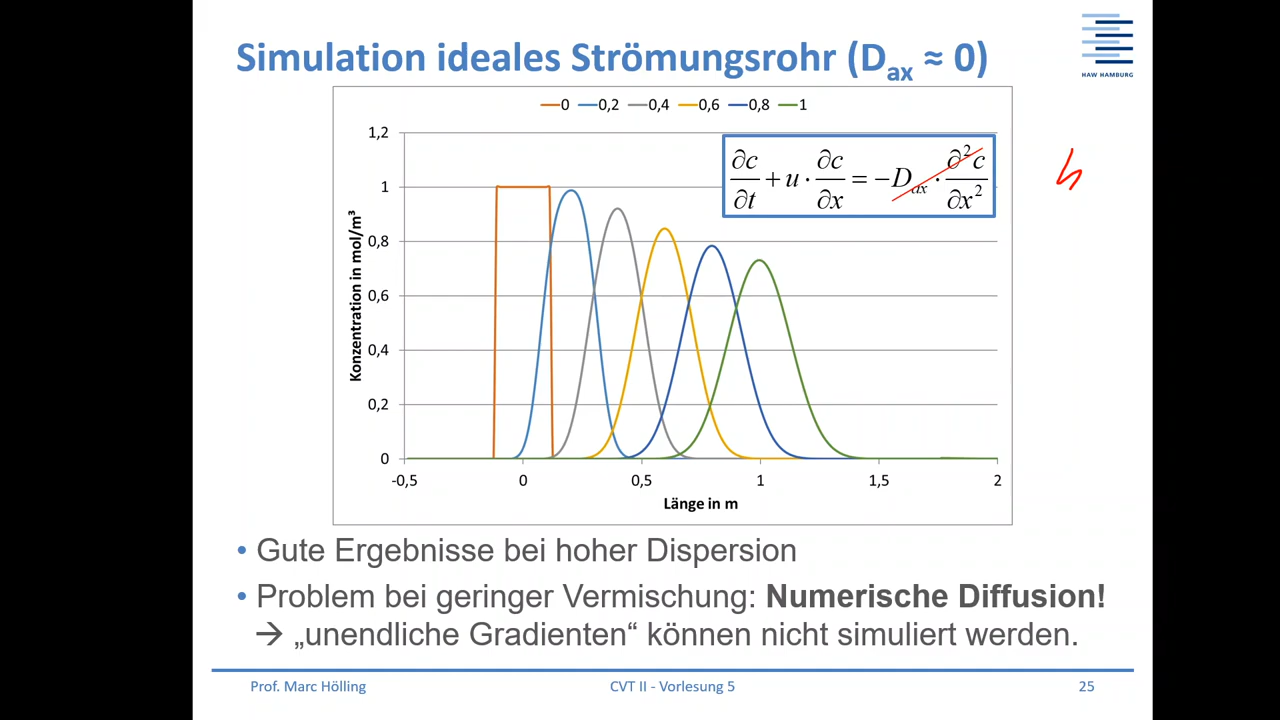 Simulation ideales Strömungsrohr (Dax ≈ 0)
HAW HAMBURG
0 0,2 0,4 0,6 0,8 1
1,2
1
0,8
0,6
0,4
0,2
0
Konzentration in mol/m³
∂c/∂t + u · ∂c/∂x = −Dax · ∂²c/∂x²
-0,5 0 0,5 1 1,5 2
Länge in m
• Gute Ergebnisse bei hoher Dispersion
• Problem bei geringer Vermischung: Numerische Diffusion!
→ „unendliche Gradienten“ können nicht simuliert werden.
Prof. Marc Hölling CVT II - Vorlesung 5 25